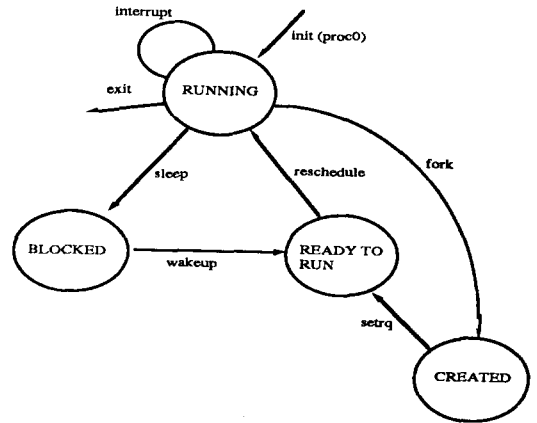 interrupt
init (proc0)
exit
RUNNING
fork
sleep
reschedule
BLOCKED
wakeup
READY TO
RUN
setrq
CREATED